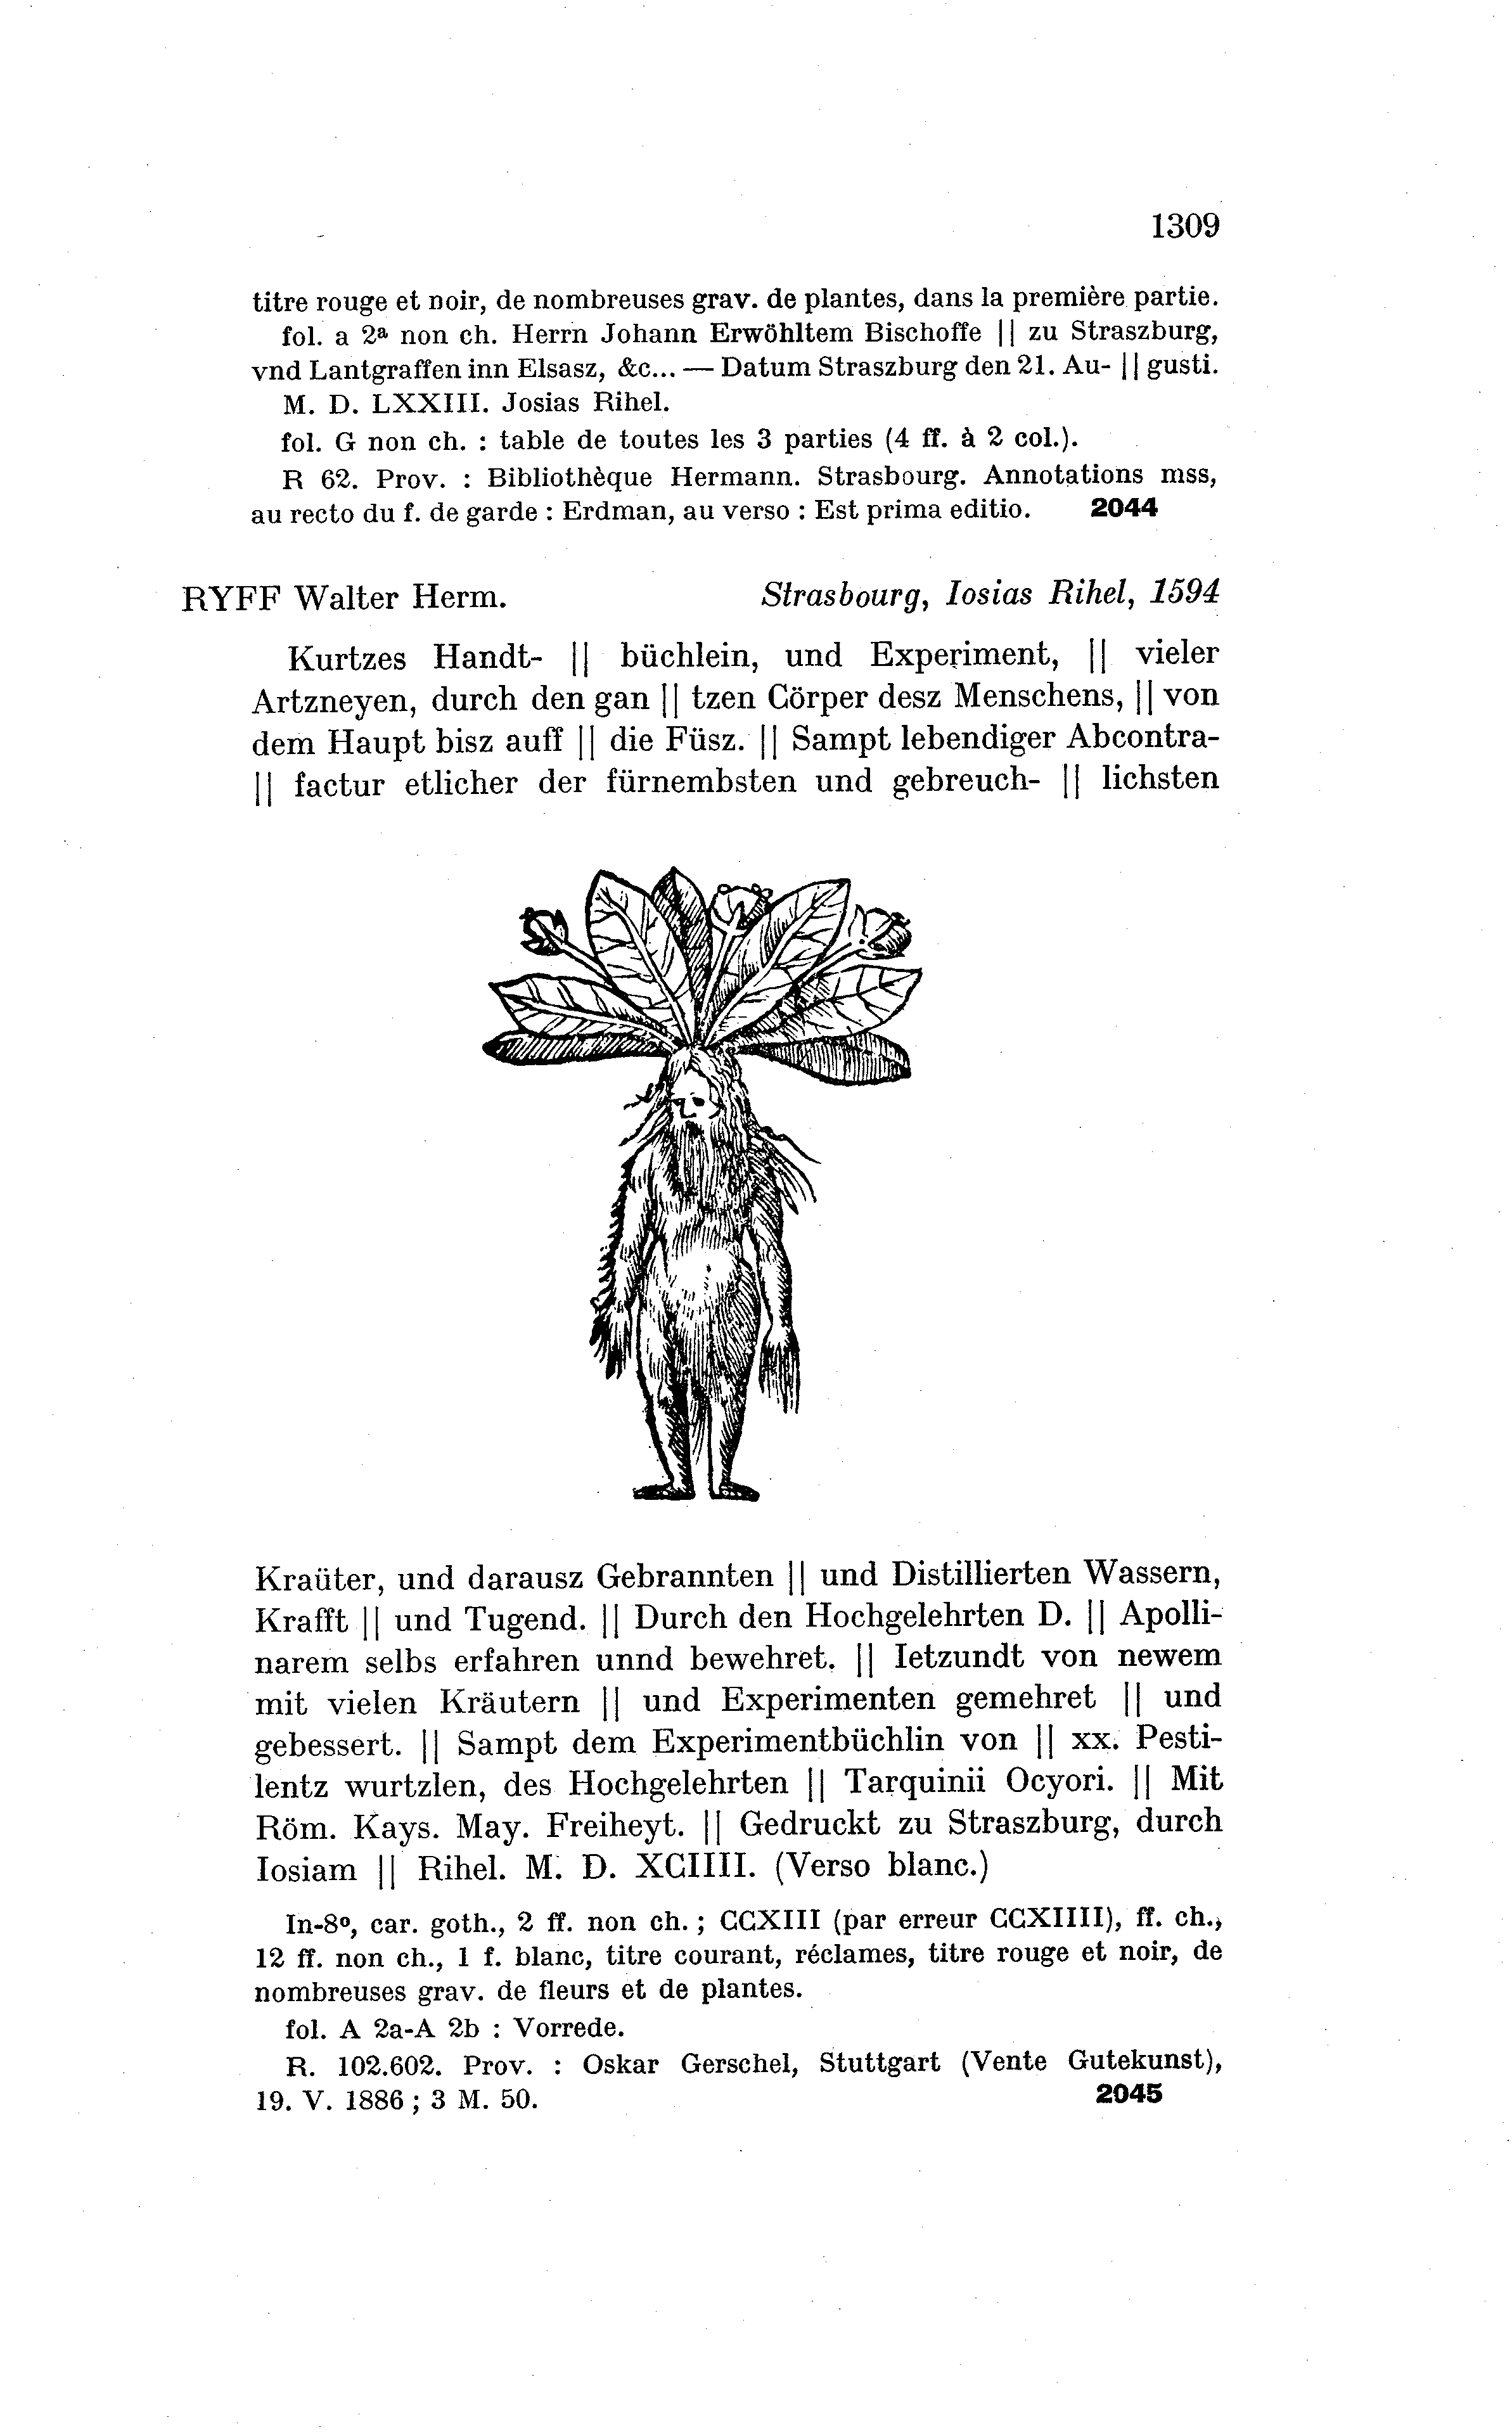 1309
titre rouge et noir, de nombreuses grav. de plantes, dans la première partie.
fol. a 2ª non ch. Herrn Johann Erwöhltem Bischoffe || zu Straszburg,
vnd Lantgraffen inn Elsasz, &c... — Datum Straszburg den 21. Au- || gusti.
M. D. LXXIII. Josias Rihel.
fol. G non ch. : table de toutes les 3 parties (4 ff. à 2 col.).
R 62. Prov. : Bibliothèque Hermann. Strasbourg. Annotations mss,
au recto du f. de garde : Erdman, au verso : Est prima editio. 2044
RYFF Walter Herm. Strasbourg, Iosias Rihel, 1594
Kurtzes Handt- || büchlein, und Experiment, || vieler
Artzneyen, durch den gan || tzen Cörper desz Menschens, || von
dem Haupt bisz auff || die Füsz. || Sampt lebendiger Abcontra-
|| factur etlicher der fürnembsten und gebreuch- || lichsten
Kraüter, und darausz Gebrannten || und Distillierten Wassern,
Krafft || und Tugend. || Durch den Hochgelehrten D. || Apolli-
narem selbs erfahren unnd bewehret. || Ietzundt von newem
mit vielen Kräutern || und Experimenten gemehret || und
gebessert. || Sampt dem Experimentbüchlin von || xx. Pesti-
lentz wurtzlen, des Hochgelehrten || Tarquinii Ocyori. || Mit
Röm. Kays. May. Freiheyt. || Gedruckt zu Straszburg, durch
Iosiam || Rihel. M. D. XCIIII. (Verso blanc.)
In-8º, car. goth., 2 ff. non ch. ; CCXIII (par erreur CCXIIII), ff. ch.,
12 ff. non ch., 1 f. blanc, titre courant, réclames, titre rouge et noir, de
nombreuses grav. de fleurs et de plantes.
fol. A 2a-A 2b : Vorrede.
R. 102.602. Prov. : Oskar Gerschel, Stuttgart (Vente Gutekunst),
19. V. 1886 ; 3 M. 50. 2045